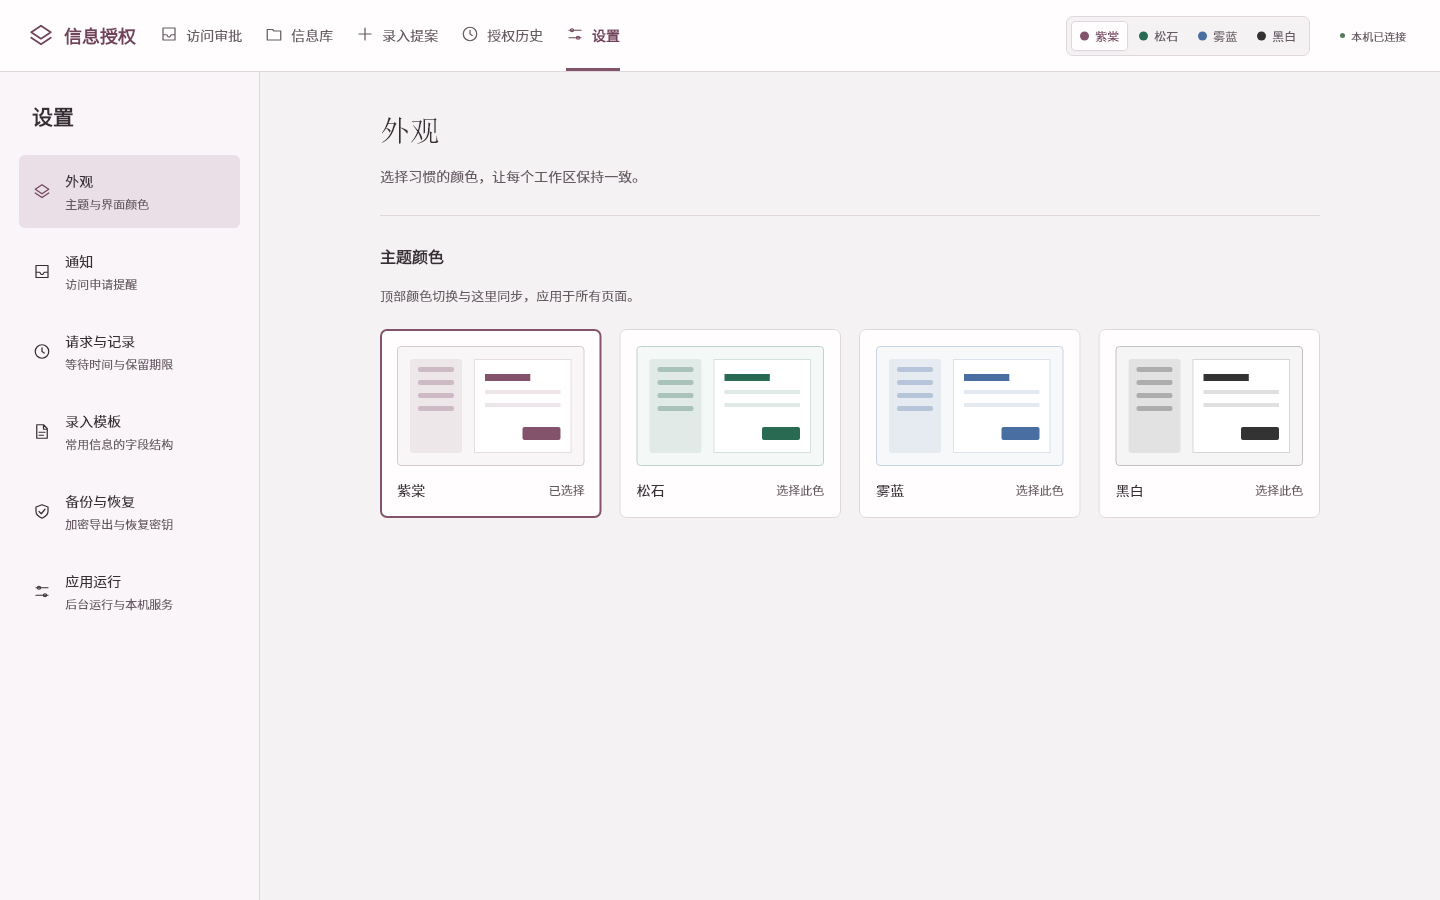 信息授权
访问审批
信息库
录入提案
授权历史
设置
紫棠
松石
雾蓝
黑白
本机已连接
设置
外观
主题与界面颜色
通知
访问申请提醒
请求与记录
等待时间与保留期限
录入模板
常用信息的字段结构
备份与恢复
加密导出与恢复密钥
应用运行
后台运行与本机服务
外观
选择习惯的颜色，让每个工作区保持一致。
主题颜色
顶部颜色切换与这里同步，应用于所有页面。
紫棠 已选择
松石 选择此色
雾蓝 选择此色
黑白 选择此色